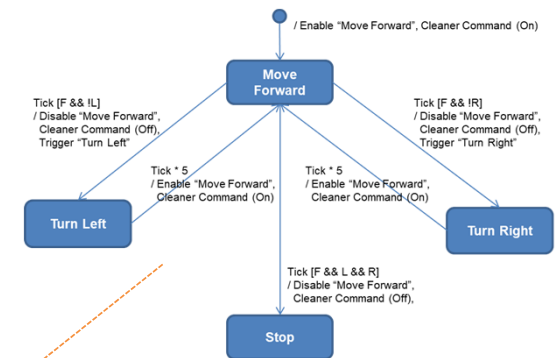 / Enable “Move Forward”, Cleaner Command (On)
Move
Forward
Tick [F && !L]
/ Disable “Move Forward”,
Cleaner Command (Off),
Trigger “Turn Left”
Tick [F && !R]
/ Disable “Move Forward”,
Cleaner Command (Off),
Trigger “Turn Right”
Tick * 5
/ Enable “Move Forward”,
Cleaner Command (On)
Tick * 5
/ Enable “Move Forward”,
Cleaner Command (On)
Turn Left
Turn Right
Tick [F && L && R]
/ Disable “Move Forward”,
Cleaner Command (Off),
Stop